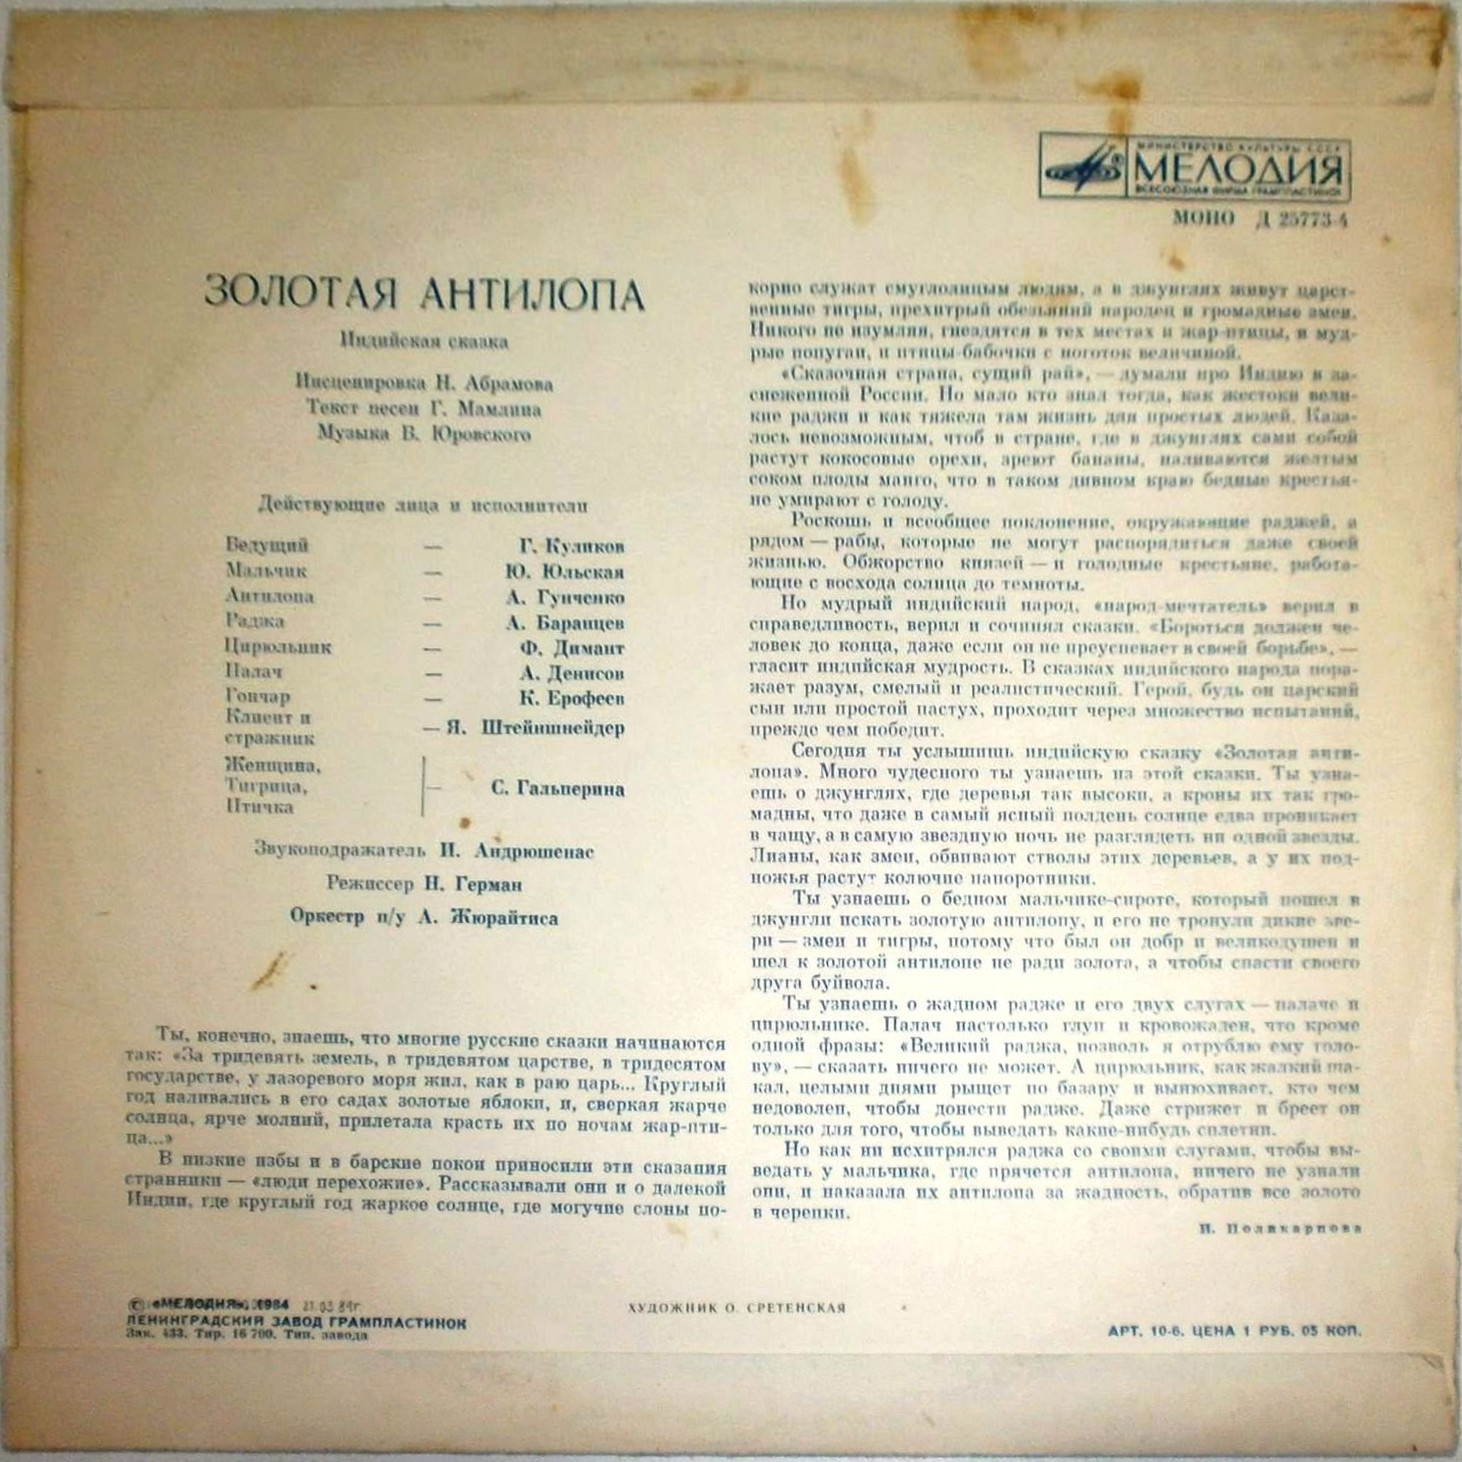 МИНИСТЕРСТВО КУЛЬТУРЫ СССР
МЕЛОДИЯ
ВСЕСОЮЗНАЯ ФИРМА ГРАМПЛАСТИНОК
МОНО Д 25773-4
ЗОЛОТАЯ АНТИЛОПА
Индийская сказка
Инсценировка Н. Абрамова
Текст песен Г. Мамлина
Музыка В. Юровского
Действующие лица и исполнители
Ведущий — Г. Куликов
Мальчик — Ю. Юльская
Антилопа — А. Гунченко
Раджа — А. Баранцев
Цирюльник — Ф. Димант
Палач — А. Денисов
Гончар — К. Ерофеев
Клиент и
стражник — Я. Штейншнейдер
Женщина,
Тигрица, — С. Гальперина
Птичка
Звукоподражатель И. Андрюшенас
Режиссер Н. Герман
Оркестр п/у А. Жюрайтиса
Ты, конечно, знаешь, что многие русские сказки начинаются
так: «За тридевять земель, в тридевятом царстве, в тридесятом
государстве, у лазоревого моря жил, как в раю царь... Круглый
год наливались в его садах золотые яблоки, и, сверкая жарче
солнца, ярче молний, прилетала красть их по ночам жар-пти-
ца...»
В низкие избы и в барские покои приносили эти сказания
странники — «люди перехожие». Рассказывали они и о далекой
Индии, где круглый год жаркое солнце, где могучие слоны по-
корно служат смуглолицым людям, а в джунглях живут царст-
венные тигры, прехитрый обезьяний народец и громадные змеи.
Никого не изумляя, гнездятся в тех местах и жар-птицы, и муд-
рые попугаи, и птицы-бабочки с ноготок величиной.
«Сказочная страна, сущий рай», — думали про Индию в за-
снеженной России. Но мало кто знал тогда, как жестоки вели-
кие раджи и как тяжела там жизнь для простых людей. Каза-
лось невозможным, чтоб в стране, где в джунглях сами собой
растут кокосовые орехи, зреют бананы, наливаются желтым
соком плоды манго, что в таком дивном краю бедные крестья-
не умирают с голоду.
Роскошь и всеобщее поклонение, окружающие раджей, а
рядом — рабы, которые не могут распорядиться даже своей
жизнью. Обжорство князей — и голодные крестьяне, работа-
ющие с восхода солнца до темноты.
Но мудрый индийский народ, «народ-мечтатель» верил в
справедливость, верил и сочинял сказки. «Бороться должен че-
ловек до конца, даже если он не преуспевает в своей борьбе», —
гласит индийская мудрость. В сказках индийского народа пора-
жает разум, смелый и реалистический. Герой, будь он царский
сын или простой пастух, проходит через множество испытаний,
прежде чем победит.
Сегодня ты услышишь индийскую сказку «Золотая анти-
лопа». Много чудесного ты узнаешь из этой сказки. Ты узна-
ешь о джунглях, где деревья так высоки, а кроны их так гро-
мадны, что даже в самый ясный полдень солнце едва проникает
в чащу, а в самую звездную ночь не разглядеть ни одной звезды.
Лианы, как змеи, обвивают стволы этих деревьев, а у их под-
ножья растут колючие папоротники.
Ты узнаешь о бедном мальчике-сироте, который пошел в
джунгли искать золотую антилопу, и его не тронули дикие зве-
ри — змеи и тигры, потому что был он добр и великодушен и
шел к золотой антилопе не ради золота, а чтобы спасти своего
друга буйвола.
Ты узнаешь о жадном радже и его двух слугах — палаче и
цирюльнике. Палач настолько глуп и кровожален, что кроме
одной фразы: «Великий раджа, позволь я отрублю ему голо-
ву», — сказать ничего не может. А цирюльник, как жалкий ша-
кал, целыми днями рыщет по базару и вынюхивает, кто чем
недоволен, чтобы донести радже. Даже стрижет и бреет он
только для того, чтобы выведать какие-нибудь сплетни.
Но как ни исхитрялся раджа со своими слугами, чтобы вы-
ведать у мальчика, где прячется антилопа, ничего не узнали
они, и наказала их антилопа за жадность, обратив все золото
в черепки.
И. Поликарпова
© «МЕЛОДИЯ», 1984 21 03 84г
ЛЕНИНГРАДСКИЙ ЗАВОД ГРАМПЛАСТИНОК
Зак. 433. Тир. 16 700. Тип. завода
ХУДОЖНИК О. СРЕТЕНСКАЯ
АРТ. 10-6. ЦЕНА 1 РУБ. 05 КОП.